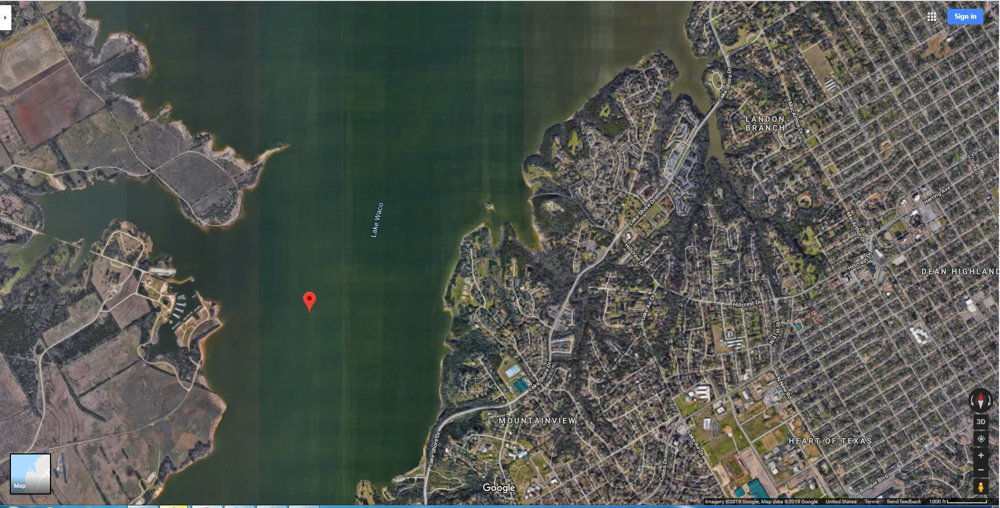 Sign in
Lake Shore Dr
LANDON
BRANCH
MacArthur Dr
Lyle Ave
N 25th St
Herring Ave
Lake Waco
Lake Shore Dr
MacArthur Dr
Hillcrest Dr
Hillcrest Dr
DEAN HIGHLAND
Hillcrest Dr
Lake Air Dr
N 41st St
Lake Shore Dr
N New Rd
MOUNTAINVIEW
3D
Lake Shore Dr
Lake Air Dr
HEART OF TEXAS
Cobbs Dr
Bosque Blvd
Map
Google
Imagery ©2019 Google, Map data ©2019 Google United States Terms Send feedback 1000 ft